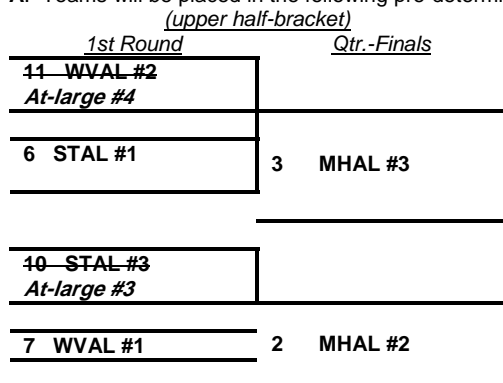 A. Teams will be placed in the following pre-determi
(upper half-bracket)
1st Round Qtr.-Finals
11 WVAL #2
At-large #4
6 STAL #1
3 MHAL #3
10 STAL #3
At-large #3
7 WVAL #1 2 MHAL #2